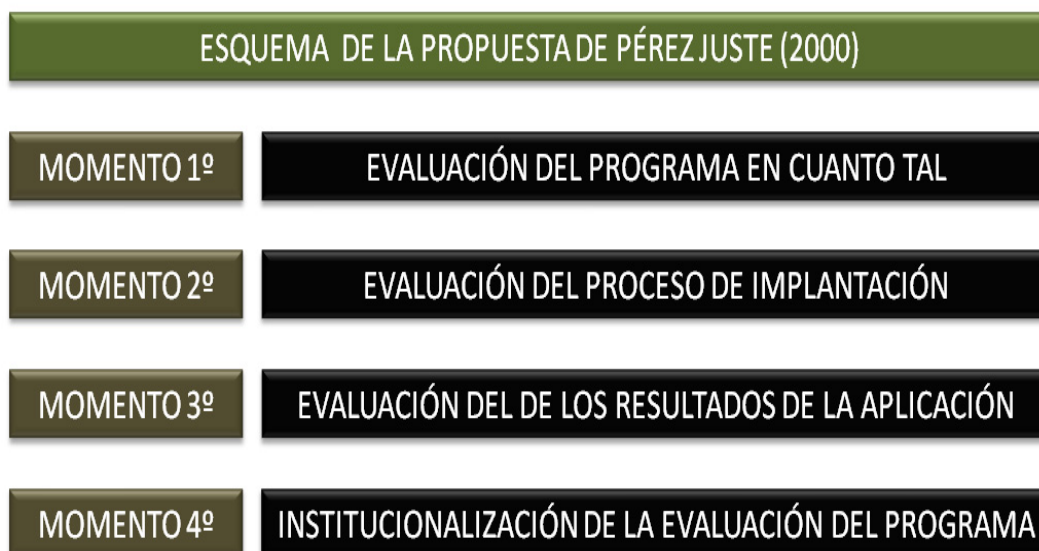 ESQUEMA DE LA PROPUESTA DE PÉREZ JUSTE (2000)
MOMENTO 1º EVALUACIÓN DEL PROGRAMA EN CUANTO TAL
MOMENTO 2º EVALUACIÓN DEL PROCESO DE IMPLANTACIÓN
MOMENTO 3º EVALUACIÓN DEL DE LOS RESULTADOS DE LA APLICACIÓN
MOMENTO 4º INSTITUCIONALIZACIÓN DE LA EVALUACIÓN DEL PROGRAMA